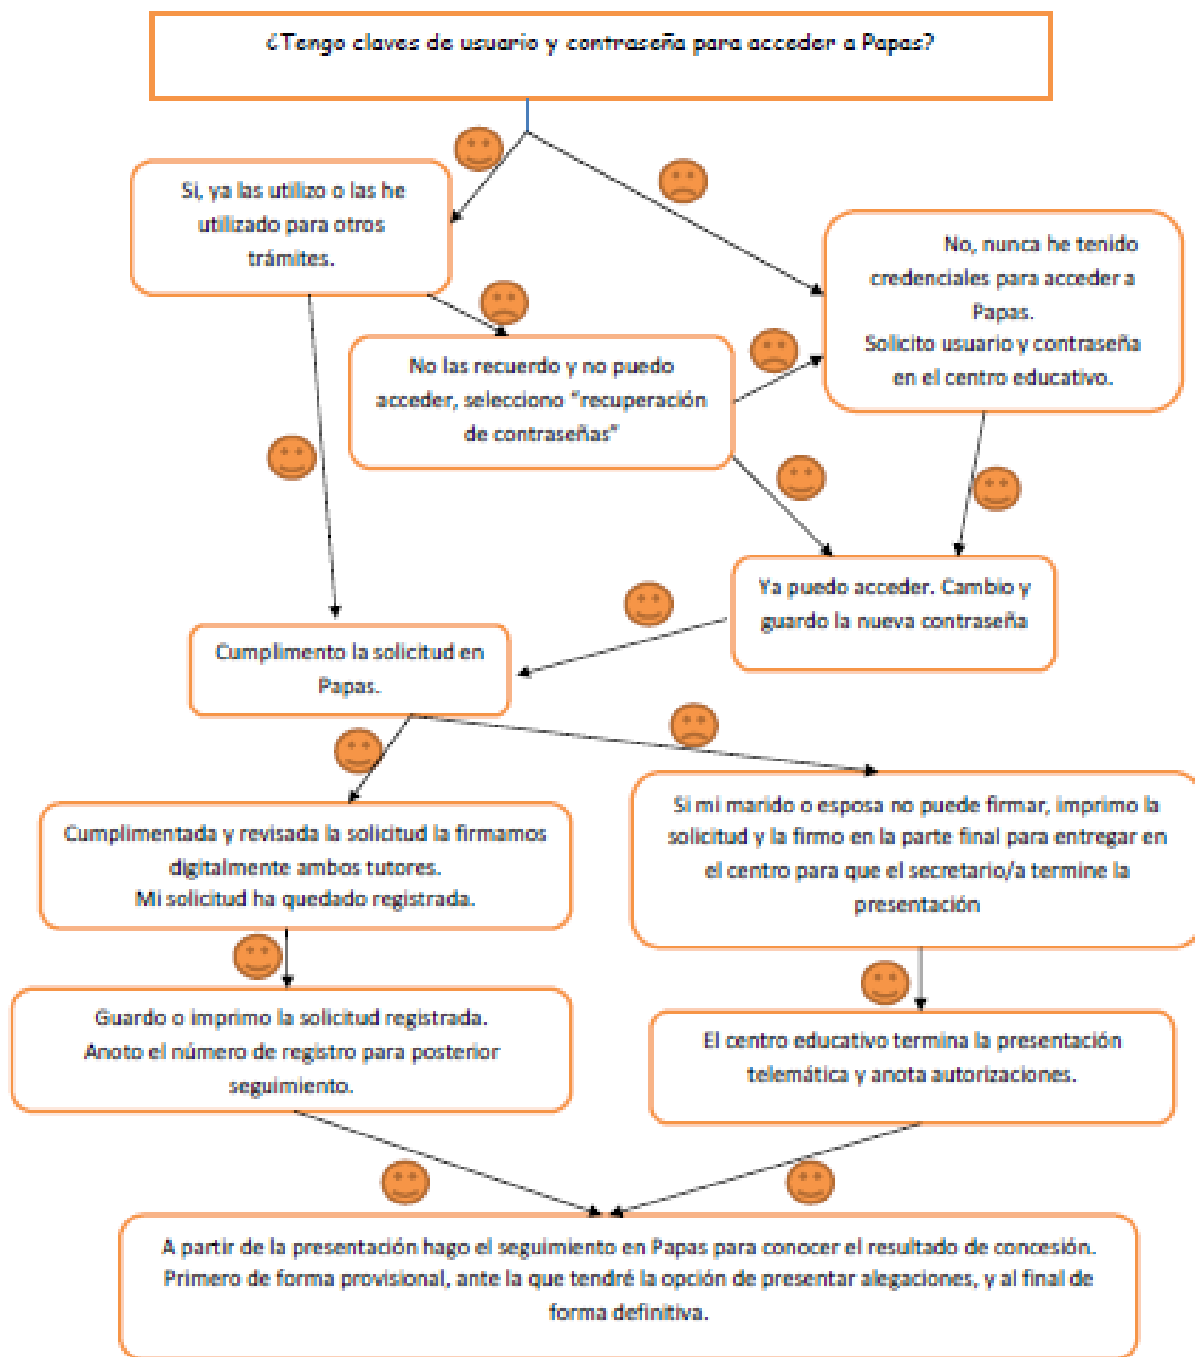 ¿Tengo claves de usuario y contraseña para acceder a Papas?
Si, ya las utilizo o las he
utilizado para otros
trámites.
No, nunca he tenido
credenciales para acceder a
Papas.
Solicito usuario y contraseña
en el centro educativo.
No las recuerdo y no puedo
acceder, selecciono “recuperación
de contraseñas”
Ya puedo acceder. Cambio y
guardo la nueva contraseña
Cumplimento la solicitud en
Papas.
Cumplimentada y revisada la solicitud la firmamos
digitalmente ambos tutores.
Mi solicitud ha quedado registrada.
Si mi marido o esposa no puede firmar, imprimo la
solicitud y la firmo en la parte final para entregar en
el centro para que el secretario/a termine la
presentación
Guardo o imprimo la solicitud registrada.
Anoto el número de registro para posterior
seguimiento.
El centro educativo termina la presentación
telemática y anota autorizaciones.
A partir de la presentación hago el seguimiento en Papas para conocer el resultado de concesión.
Primero de forma provisional, ante la que tendré la opción de presentar alegaciones, y al final de
forma definitiva.